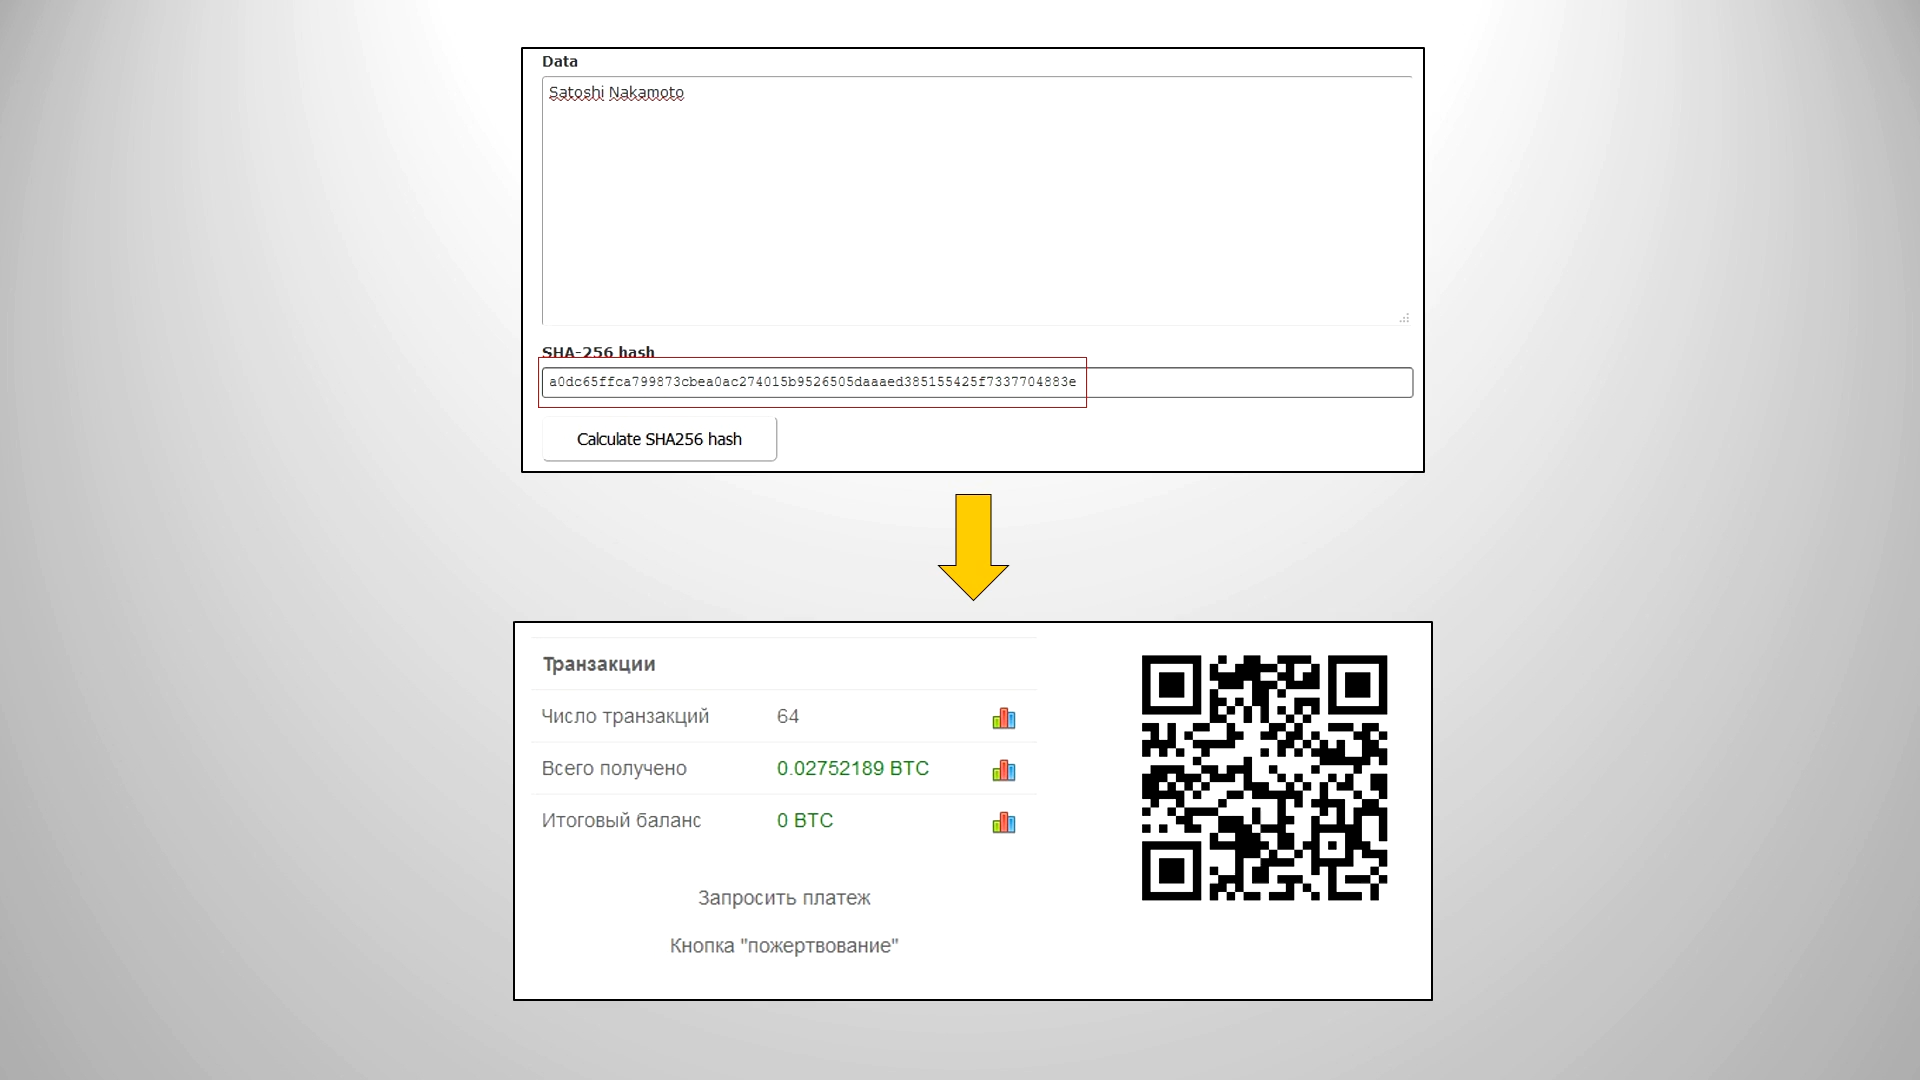 Data
Satoshi Nakamoto
SHA-256 hash
a0dc65ffca799873cbea0ac274015b9526505daaaed385155425f7337704883e
Calculate SHA256 hash
Транзакции
Число транзакций 64
Всего получено 0.02752189 BTC
Итоговый баланс 0 BTC
Запросить платеж
Кнопка "пожертвование"